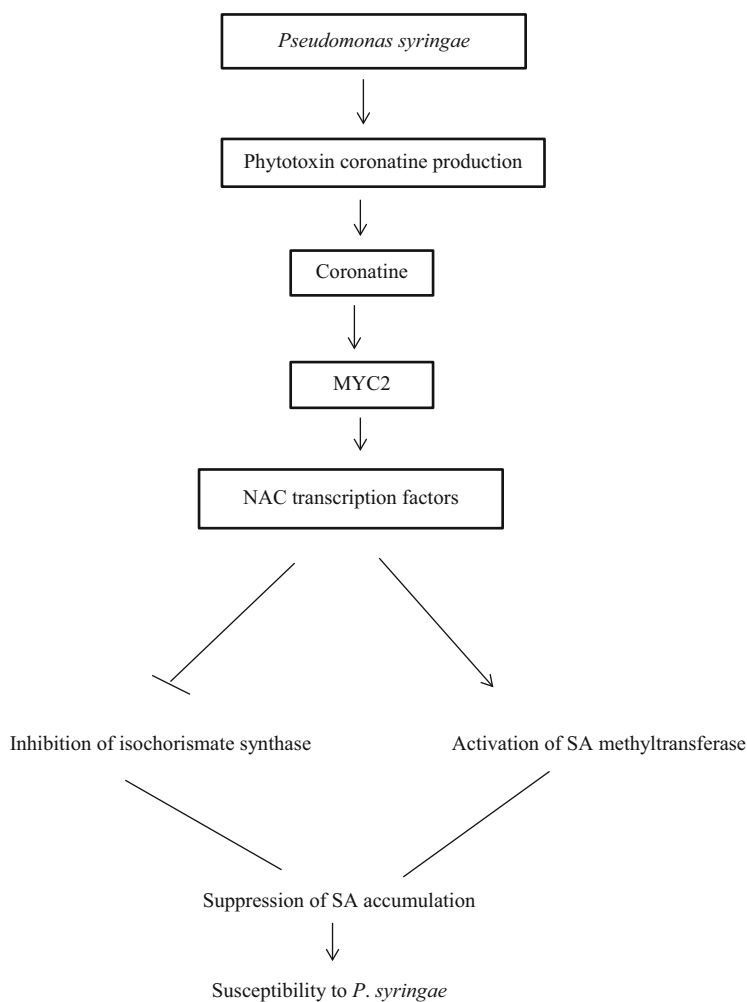 Pseudomonas syringae
Phytotoxin coronatine production
Coronatine
MYC2
NAC transcription factors
Inhibition of isochorismate synthase
Activation of SA methyltransferase
Suppression of SA accumulation
Susceptibility to P. syringae